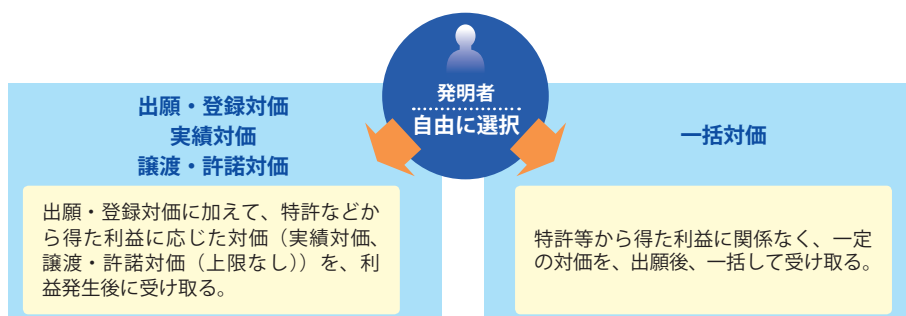 発明者
自由に選択
出願・登録対価
実績対価
譲渡・許諾対価
出願・登録対価に加えて、特許などか
ら得た利益に応じた対価（実績対価、
譲渡・許諾対価（上限なし））を、利
益発生後に受け取る。
一括対価
特許等から得た利益に関係なく、一定
の対価を、出願後、一括して受け取る。